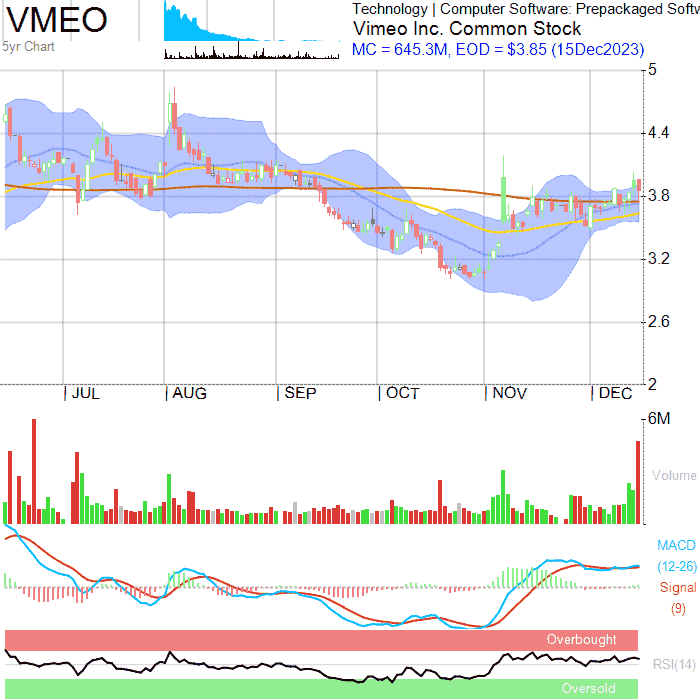 VMEO
5yr Chart
Technology | Computer Software: Prepackaged Softw
Vimeo Inc. Common Stock
MC = 645.3M, EOD = $3.85 (15Dec2023)
5
4.4
3.8
3.2
2.6
2
JUL AUG SEP OCT NOV DEC
6M
Volume
MACD
(12-26)
Signal
(9)
Overbought
RSI(14)
Oversold